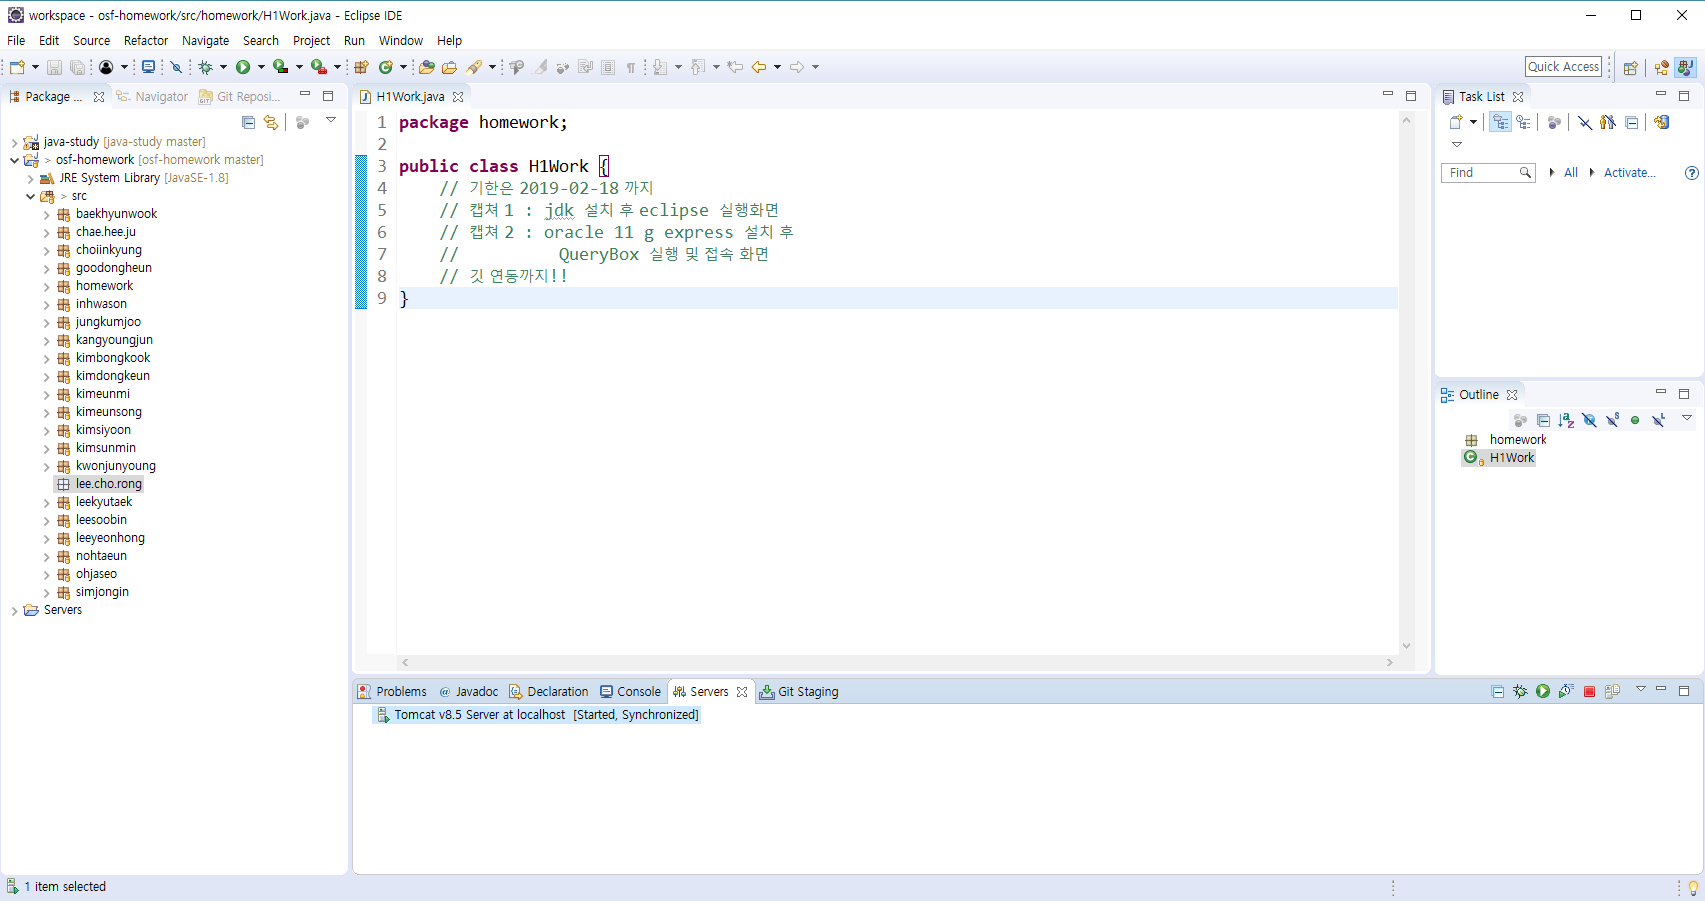 workspace - osf-homework/src/homework/H1Work.java - Eclipse IDE
File Edit Source Refactor Navigate Search Project Run Window Help
Quick Access
Package ... Navigator Git Reposi...
java-study [java-study master]
> osf-homework [osf-homework master]
JRE System Library [JavaSE-1.8]
> src
baekhyunwook
chae.hee.ju
choiinkyung
goodongheun
homework
inhwason
jungkumjoo
kangyoungjun
kimbongkook
kimdongkeun
kimeunmi
kimeunsong
kimsiyoon
kimsunmin
kwonjunyoung
lee.cho.rong
leekyutaek
leesoobin
leeyeonhong
nohtaeun
ohjaseo
simjongin
Servers
H1Work.java
1 package homework;
2
3 public class H1Work {
4 // 기한은 2019-02-18 까지
5 // 캡쳐 1 : jdk 설치 후 eclipse 실행화면
6 // 캡쳐 2 : oracle 11 g express 설치 후
7 // QueryBox 실행 및 접속 화면
8 // 깃 연동까지!!
9 }
Task List
Find All Activate...
Outline
homework
H1Work
Problems @ Javadoc Declaration Console Servers Git Staging
Tomcat v8.5 Server at localhost [Started, Synchronized]
1 item selected